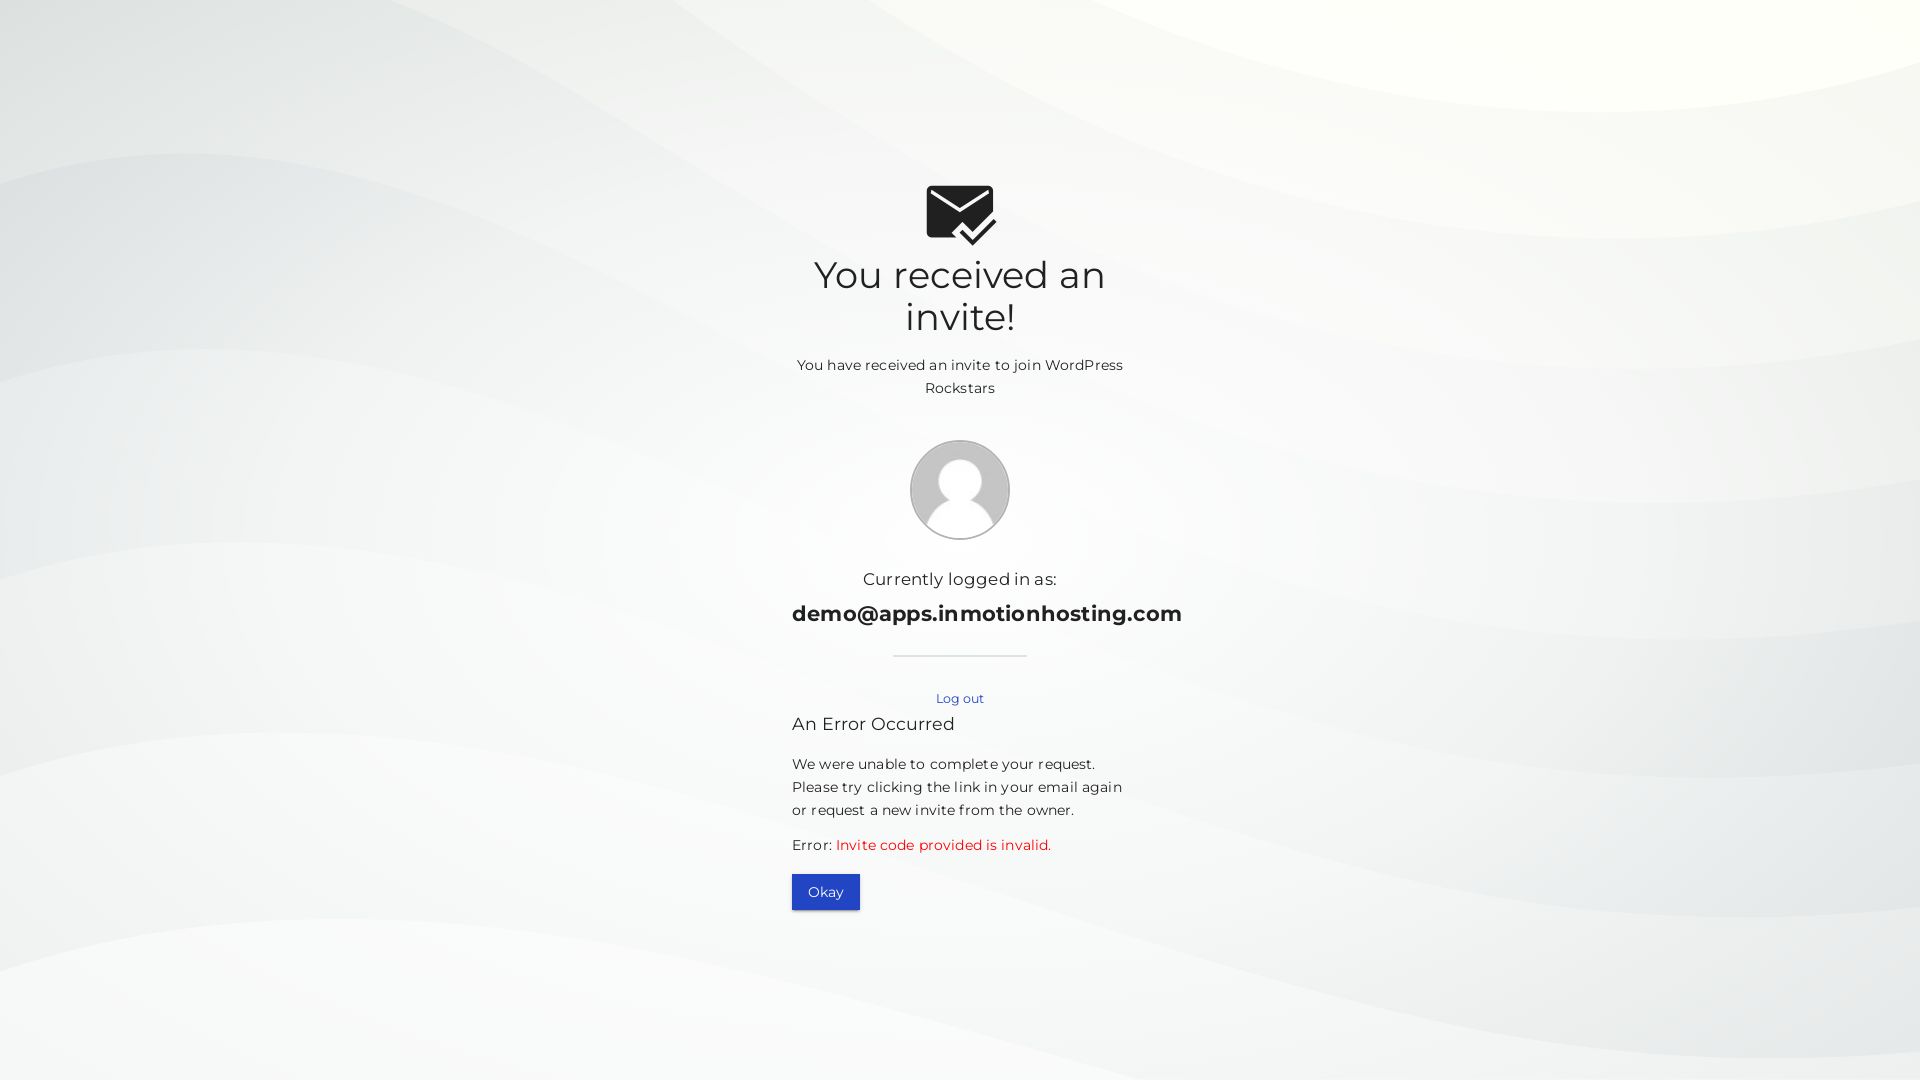 You received an
invite!
You have received an invite to join WordPress
Rockstars
Currently logged in as:
demo@apps.inmotionhosting.com
Log out
An Error Occurred
We were unable to complete your request.
Please try clicking the link in your email again
or request a new invite from the owner.
Error: Invite code provided is invalid.
Okay